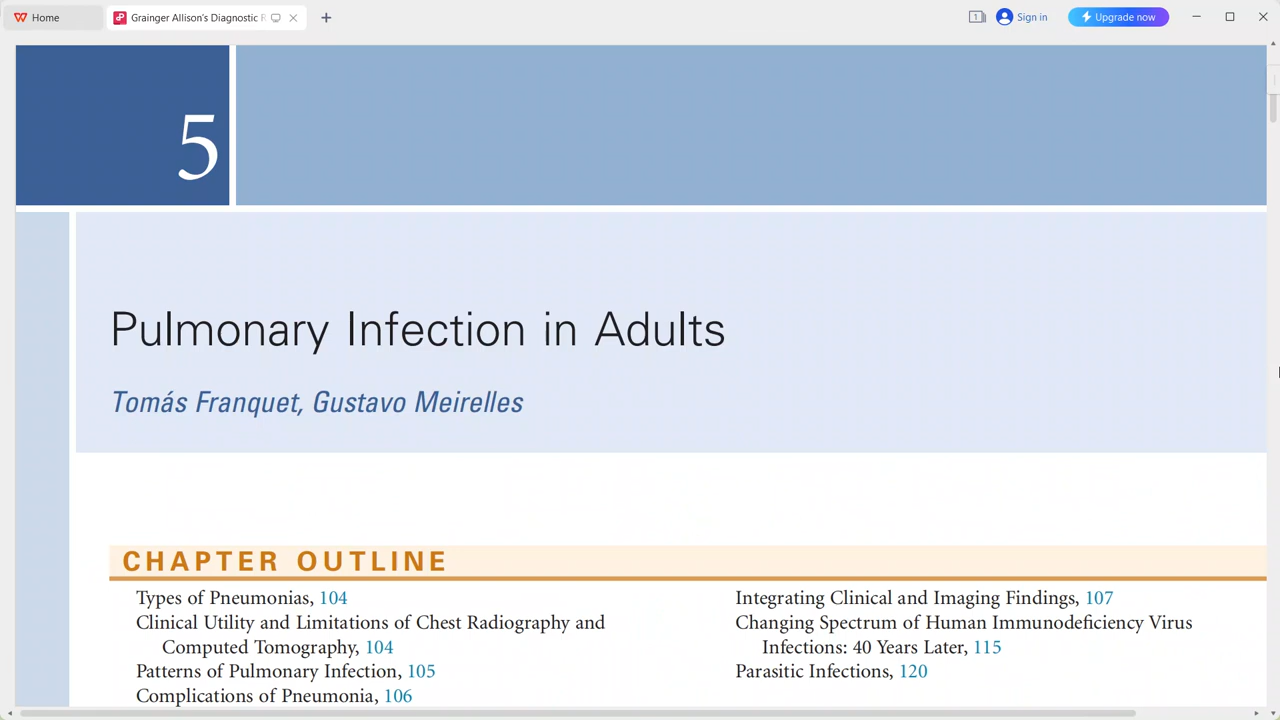 Home
Grainger Allison's Diagnostic
Sign in
Upgrade now
5
Pulmonary Infection in Adults
Tomás Franquet, Gustavo Meirelles
CHAPTER OUTLINE
Types of Pneumonias, 104
Clinical Utility and Limitations of Chest Radiography and
Computed Tomography, 104
Patterns of Pulmonary Infection, 105
Complications of Pneumonia, 106
Integrating Clinical and Imaging Findings, 107
Changing Spectrum of Human Immunodeficiency Virus
Infections: 40 Years Later, 115
Parasitic Infections, 120